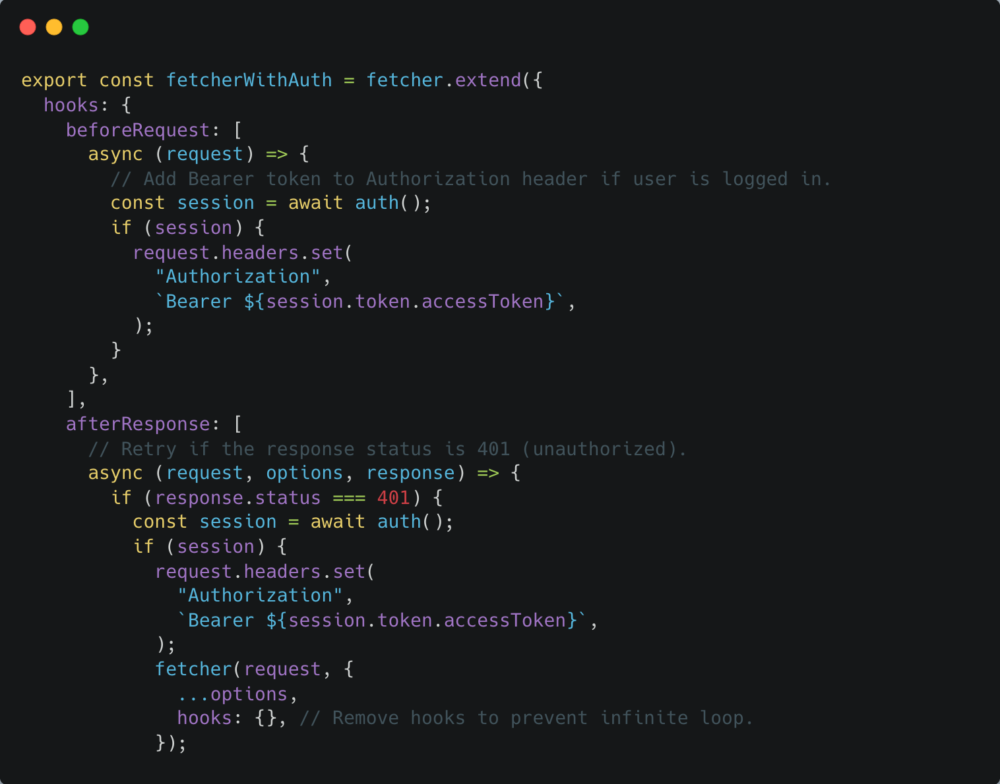 export const fetcherWithAuth = fetcher.extend({
  hooks: {
    beforeRequest: [
      async (request) => {
        // Add Bearer token to Authorization header if user is logged in.
        const session = await auth();
        if (session) {
          request.headers.set(
            "Authorization",
            `Bearer ${session.token.accessToken}`,
          );
        }
      },
    ],
    afterResponse: [
      // Retry if the response status is 401 (unauthorized).
      async (request, options, response) => {
        if (response.status === 401) {
          const session = await auth();
          if (session) {
            request.headers.set(
              "Authorization",
              `Bearer ${session.token.accessToken}`,
            );
            fetcher(request, {
              ...options,
              hooks: {}, // Remove hooks to prevent infinite loop.
            });